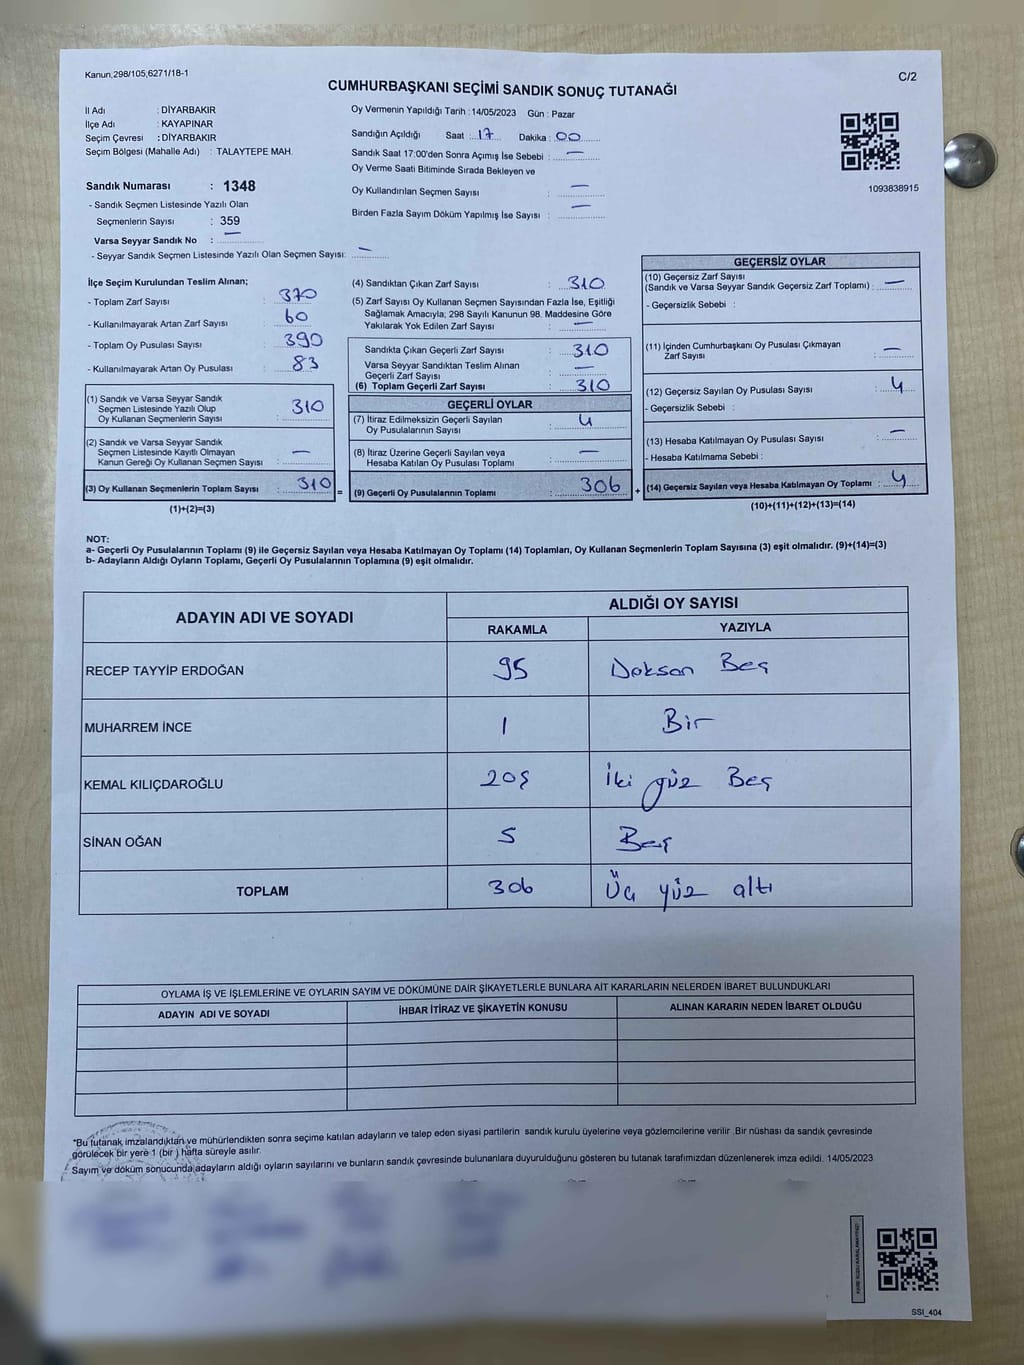 Kanun,298/105,6271/18-1
C/2
CUMHURBAŞKANI SEÇİMİ SANDIK SONUÇ TUTANAĞI
İl Adı : DİYARBAKIR
İlçe Adı : KAYAPINAR
Seçim Çevresi : DİYARBAKIR
Seçim Bölgesi (Mahalle Adı) : TALAYTEPE MAH.
Oy Vermenin Yapıldığı Tarih : 14/05/2023 Gün : Pazar
Sandığın Açıldığı Saat : 17 Dakika : 00
Sandık Saat 17:00'den Sonra Açımış İse Sebebi : —
Oy Verme Saati Bitiminde Sırada Bekleyen ve
Oy Kullandırılan Seçmen Sayısı : —
Birden Fazla Sayım Döküm Yapılmış İse Sayısı : —
1093838915
Sandık Numarası : 1348
- Sandık Seçmen Listesinde Yazılı Olan
Seçmenlerin Sayısı : 359
Varsa Seyyar Sandık No : —
- Seyyar Sandık Seçmen Listesinde Yazılı Olan Seçmen Sayısı: —
İlçe Seçim Kurulundan Teslim Alınan;
- Toplam Zarf Sayısı : 370
- Kullanılmayarak Artan Zarf Sayısı : 60
- Toplam Oy Pusulası Sayısı : 390
- Kullanılmayarak Artan Oy Pusulası : 83
(1) Sandık ve Varsa Seyyar Sandık
Seçmen Listesinde Yazılı Olup
Oy Kullanan Seçmenlerin Sayısı : 310
(2) Sandık ve Varsa Seyyar Sandık
Seçmen Listesinde Kayıtlı Olmayan
Kanun Gereği Oy Kullanan Seçmen Sayısı : —
(3) Oy Kullanan Seçmenlerin Toplam Sayısı : 310 =
(1)+(2)=(3)
(4) Sandıktan Çıkan Zarf Sayısı : 310
(5) Zarf Sayısı Oy Kullanan Seçmen Sayısından Fazla İse, Eşitliği
Sağlamak Amacıyla, 298 Sayılı Kanunun 98. Maddesine Göre
Yakılarak Yok Edilen Zarf Sayısı : —
Sandıkta Çıkan Geçerli Zarf Sayısı : 310
Varsa Seyyar Sandıktan Teslim Alınan
Geçerli Zarf Sayısı : —
(6) Toplam Geçerli Zarf Sayısı : 310
GEÇERLİ OYLAR
(7) İtiraz Edilmeksizin Geçerli Sayılan
Oy Pusulalarının Sayısı : 4
(8) İtiraz Üzerine Geçerli Sayılan veya
Hesaba Katılan Oy Pusulası Toplamı : —
(9) Geçerli Oy Pusulalarının Toplamı : 306 +
GEÇERSİZ OYLAR
(10) Geçersiz Zarf Sayısı
(Sandık ve Varsa Seyyar Sandık Geçersiz Zarf Toplamı) : —
- Geçersizlik Sebebi :
(11) İçinden Cumhurbaşkanı Oy Pusulası Çıkmayan
Zarf Sayısı : —
(12) Geçersiz Sayılan Oy Pusulası Sayısı : 4
- Geçersizlik Sebebi :
(13) Hesaba Katılmayan Oy Pusulası Sayısı : —
- Hesaba Katılmama Sebebi :
(14) Geçersiz Sayılan veya Hesaba Katılmayan Oy Toplamı : 4
(10)+(11)+(12)+(13)=(14)
NOT:
a- Geçerli Oy Pusulalarının Toplamı (9) ile Geçersiz Sayılan veya Hesaba Katılmayan Oy Toplamı (14) Toplamları, Oy Kullanan Seçmenlerin Toplam Sayısına (3) eşit olmalıdır. (9)+(14)=(3)
b- Adayların Aldığı Oyların Toplamı, Geçerli Oy Pusulalarının Toplamına (9) eşit olmalıdır.
ADAYIN ADI VE SOYADI ALDIĞI OY SAYISI
RAKAMLA YAZIYLA
RECEP TAYYİP ERDOĞAN 95 Doksan Beş
MUHARREM İNCE 1 Bir
KEMAL KILIÇDAROĞLU 205 İki yüz Beş
SİNAN OĞAN 5 Beş
TOPLAM 306 Üç yüz altı
OYLAMA İŞ VE İŞLEMLERİNE VE OYLARIN SAYIM VE DÖKÜMÜNE DAİR ŞİKAYETLERLE BUNLARA AİT KARARLARIN NELERDEN İBARET BULUNDUKLARI
ADAYIN ADI VE SOYADI İHBAR İTİRAZ VE ŞİKAYETİN KONUSU ALINAN KARARIN NEDEN İBARET OLDUĞU
*Bu tutanak imzalandıktan ve mühürlendikten sonra seçime katılan adayların ve talep eden siyasi partilerin sandık kurulu üyelerine veya gözlemcilerine verilir .Bir nüshası da sandık çevresinde
görülecek bir yere 1 (bir ) hafta süreyle asılır.
Sayım ve döküm sonucunda adayların aldığı oyların sayılarını ve bunların sandık çevresinde bulunanlara duyurulduğunu gösteren bu tutanak tarafımızdan düzenlenerek imza edildi. 14/05/2023
SSI_404